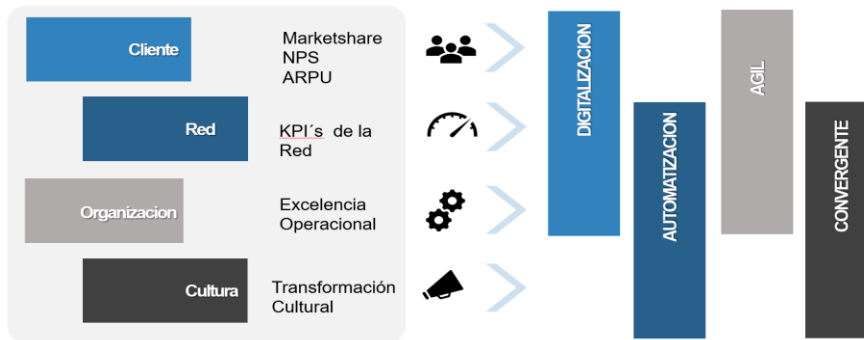 Cliente
Marketshare
NPS
ARPU
Red
KPI´s de la
Red
Organizacion
Excelencia
Operacional
Cultura
Transformación
Cultural
DIGITALIZACION
AUTOMATIZACION
AGIL
CONVERGENTE